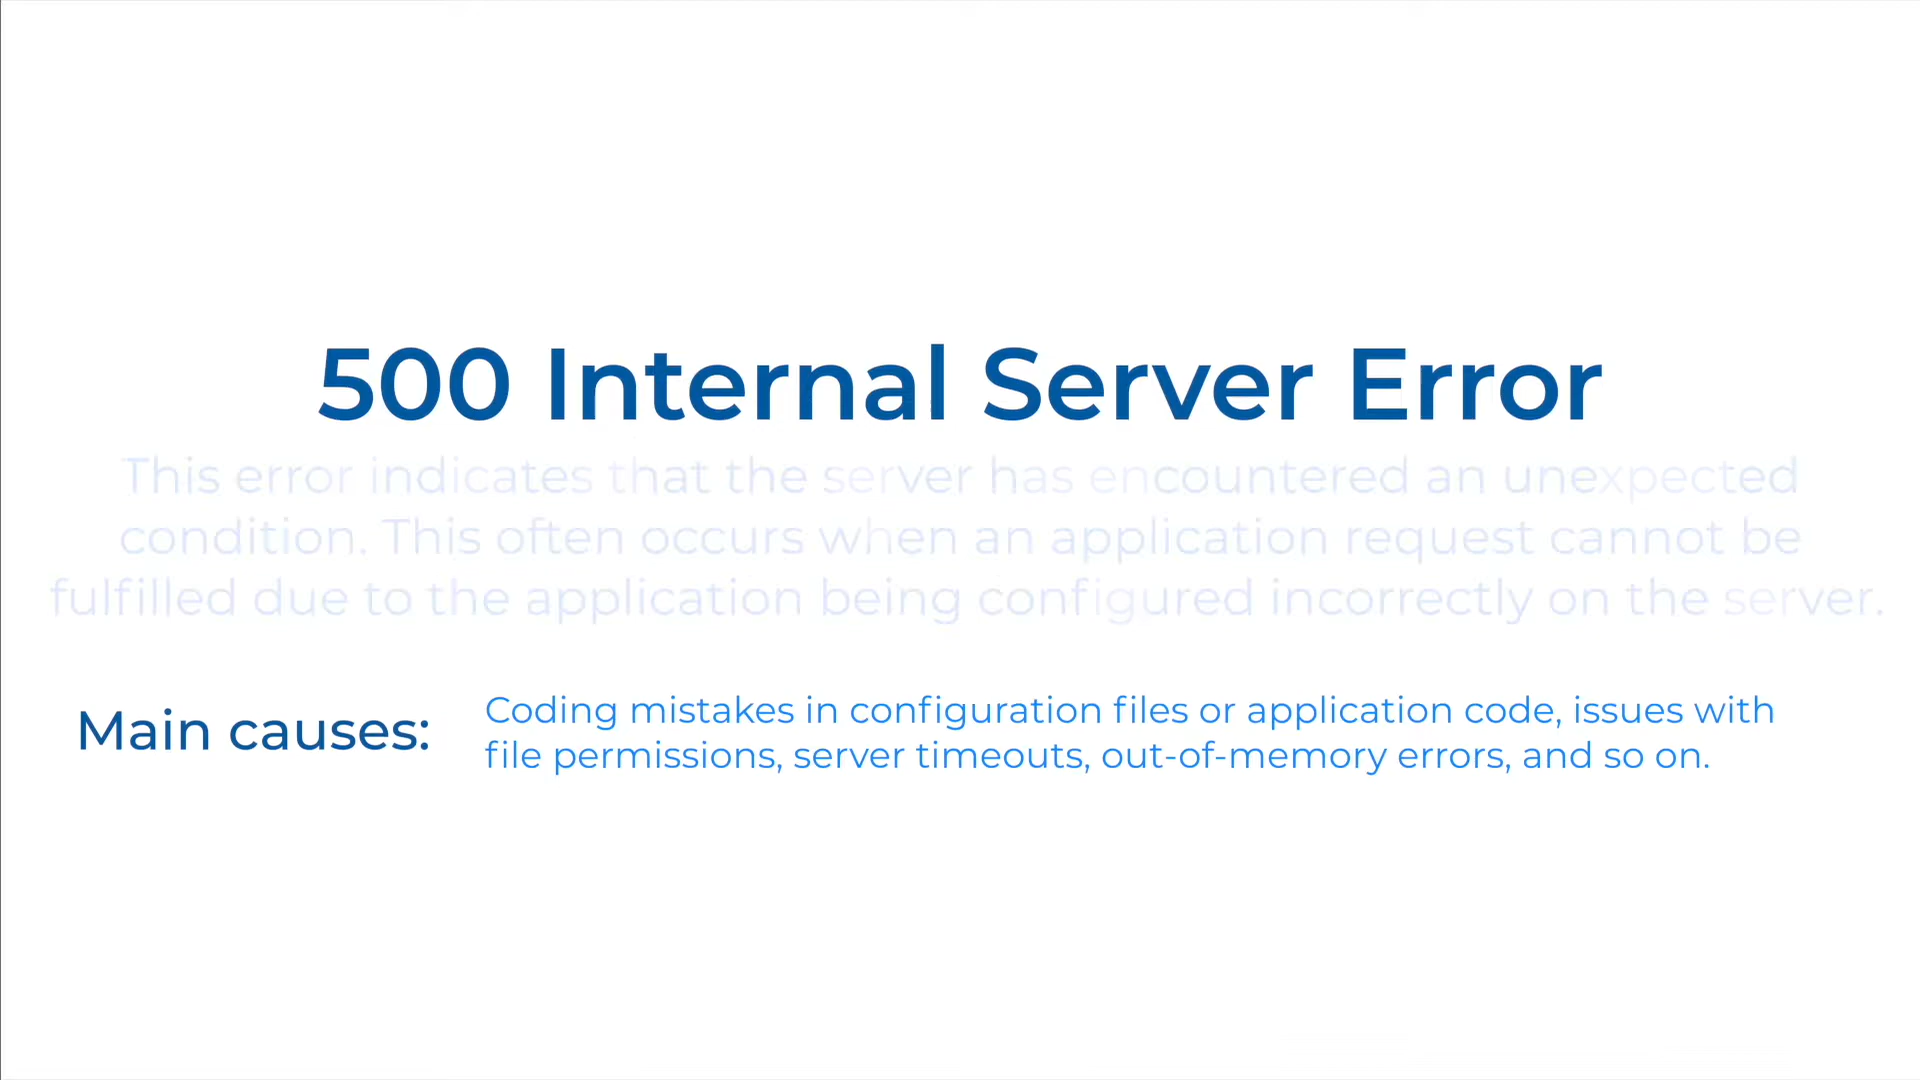 500 Internal Server Error
This error indicates that the server has encountered an unexpected
condition. This often occurs when an application request cannot be
fulfilled due to the application being configured incorrectly on the server.
Main causes:
Coding mistakes in configuration files or application code, issues with
file permissions, server timeouts, out-of-memory errors, and so on.